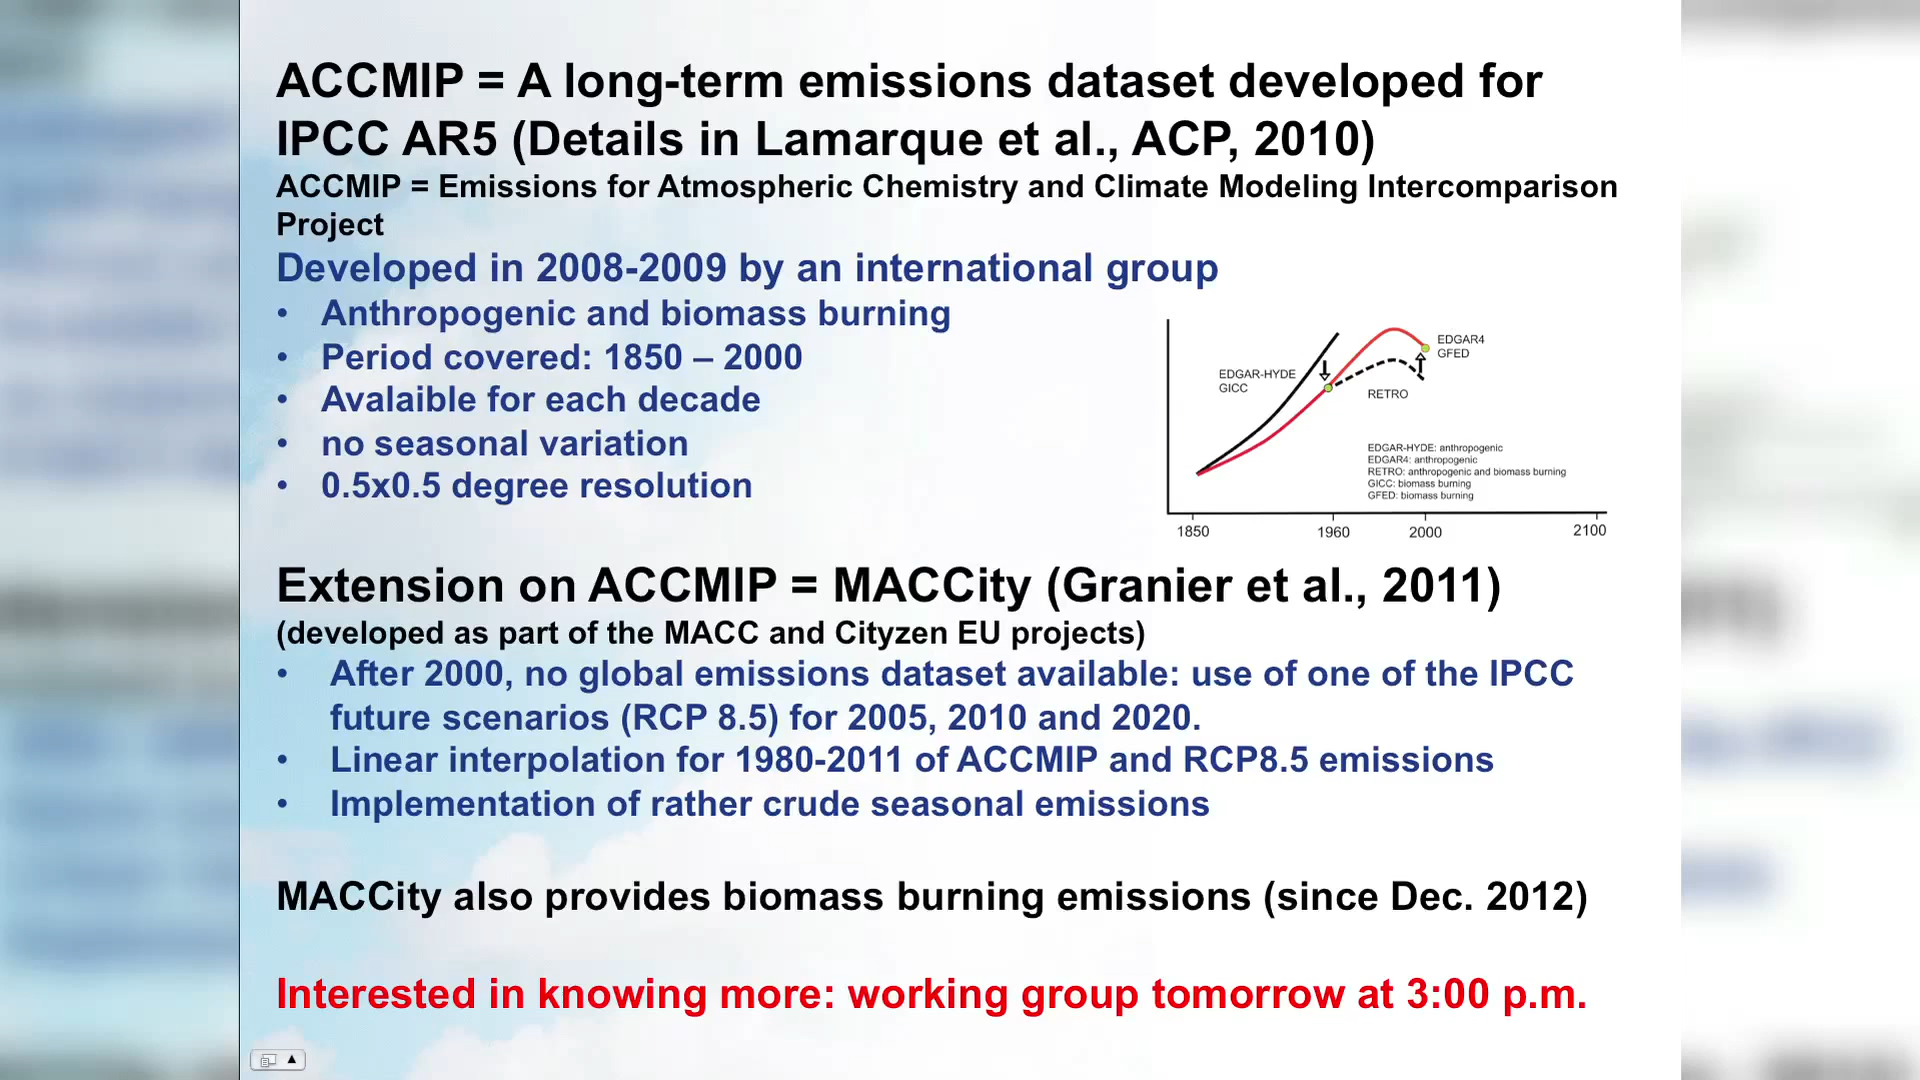 ACCMIP = A long-term emissions dataset developed for
IPCC AR5 (Details in Lamarque et al., ACP, 2010)
ACCMIP = Emissions for Atmospheric Chemistry and Climate Modeling Intercomparison
Project
Developed in 2008-2009 by an international group
• Anthropogenic and biomass burning
• Period covered: 1850 – 2000
• Avalaible for each decade
• no seasonal variation
• 0.5x0.5 degree resolution
EDGAR4
GFED
EDGAR-HYDE
GICC
RETRO
EDGAR-HYDE: anthropogenic
EDGAR4: anthropogenic
RETRO: anthropogenic and biomass burning
GICC: biomass burning
GFED: biomass burning
1850 1960 2000 2100
Extension on ACCMIP = MACCity (Granier et al., 2011)
(developed as part of the MACC and Cityzen EU projects)
• After 2000, no global emissions dataset available: use of one of the IPCC
future scenarios (RCP 8.5) for 2005, 2010 and 2020.
• Linear interpolation for 1980-2011 of ACCMIP and RCP8.5 emissions
• Implementation of rather crude seasonal emissions
MACCity also provides biomass burning emissions (since Dec. 2012)
Interested in knowing more: working group tomorrow at 3:00 p.m.